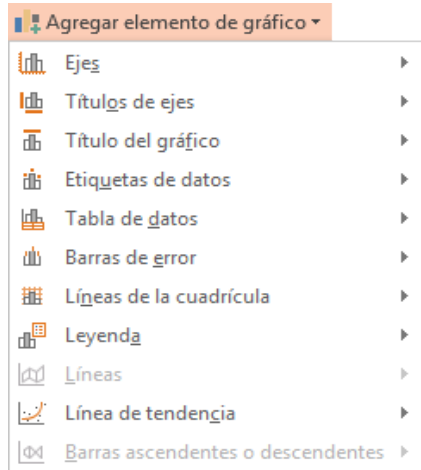 Agregar elemento de gráfico
Ejes
Títulos de ejes
Título del gráfico
Etiquetas de datos
Tabla de datos
Barras de error
Líneas de la cuadrícula
Leyenda
Líneas
Línea de tendencia
Barras ascendentes o descendentes